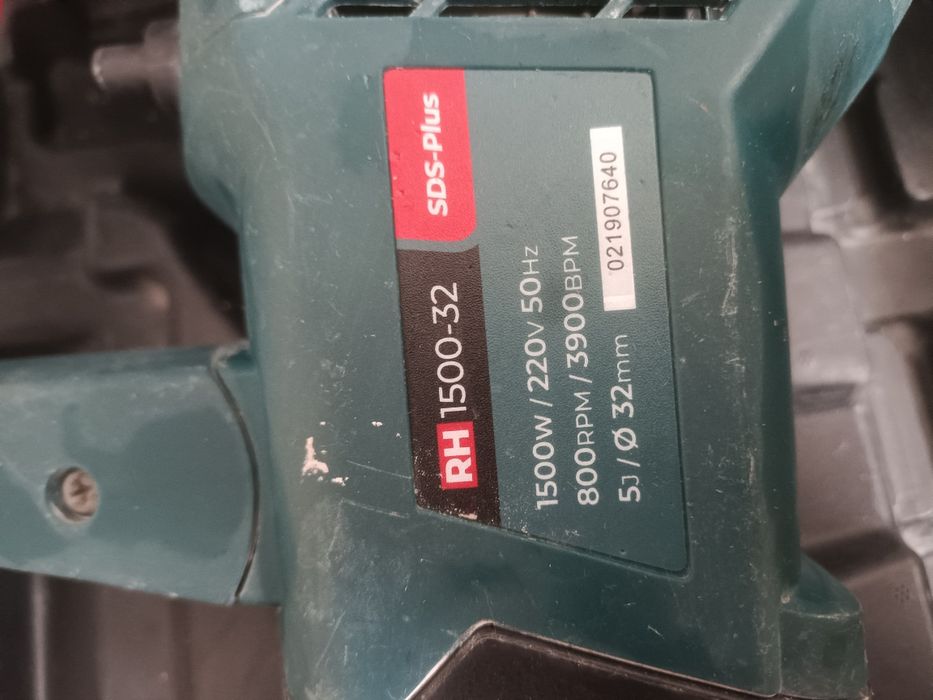 SDS-Plus
RH 1500-32
1500W / 220V 50HZ
800RPM / 3900BPM
5J / Ø 32mm
021907640